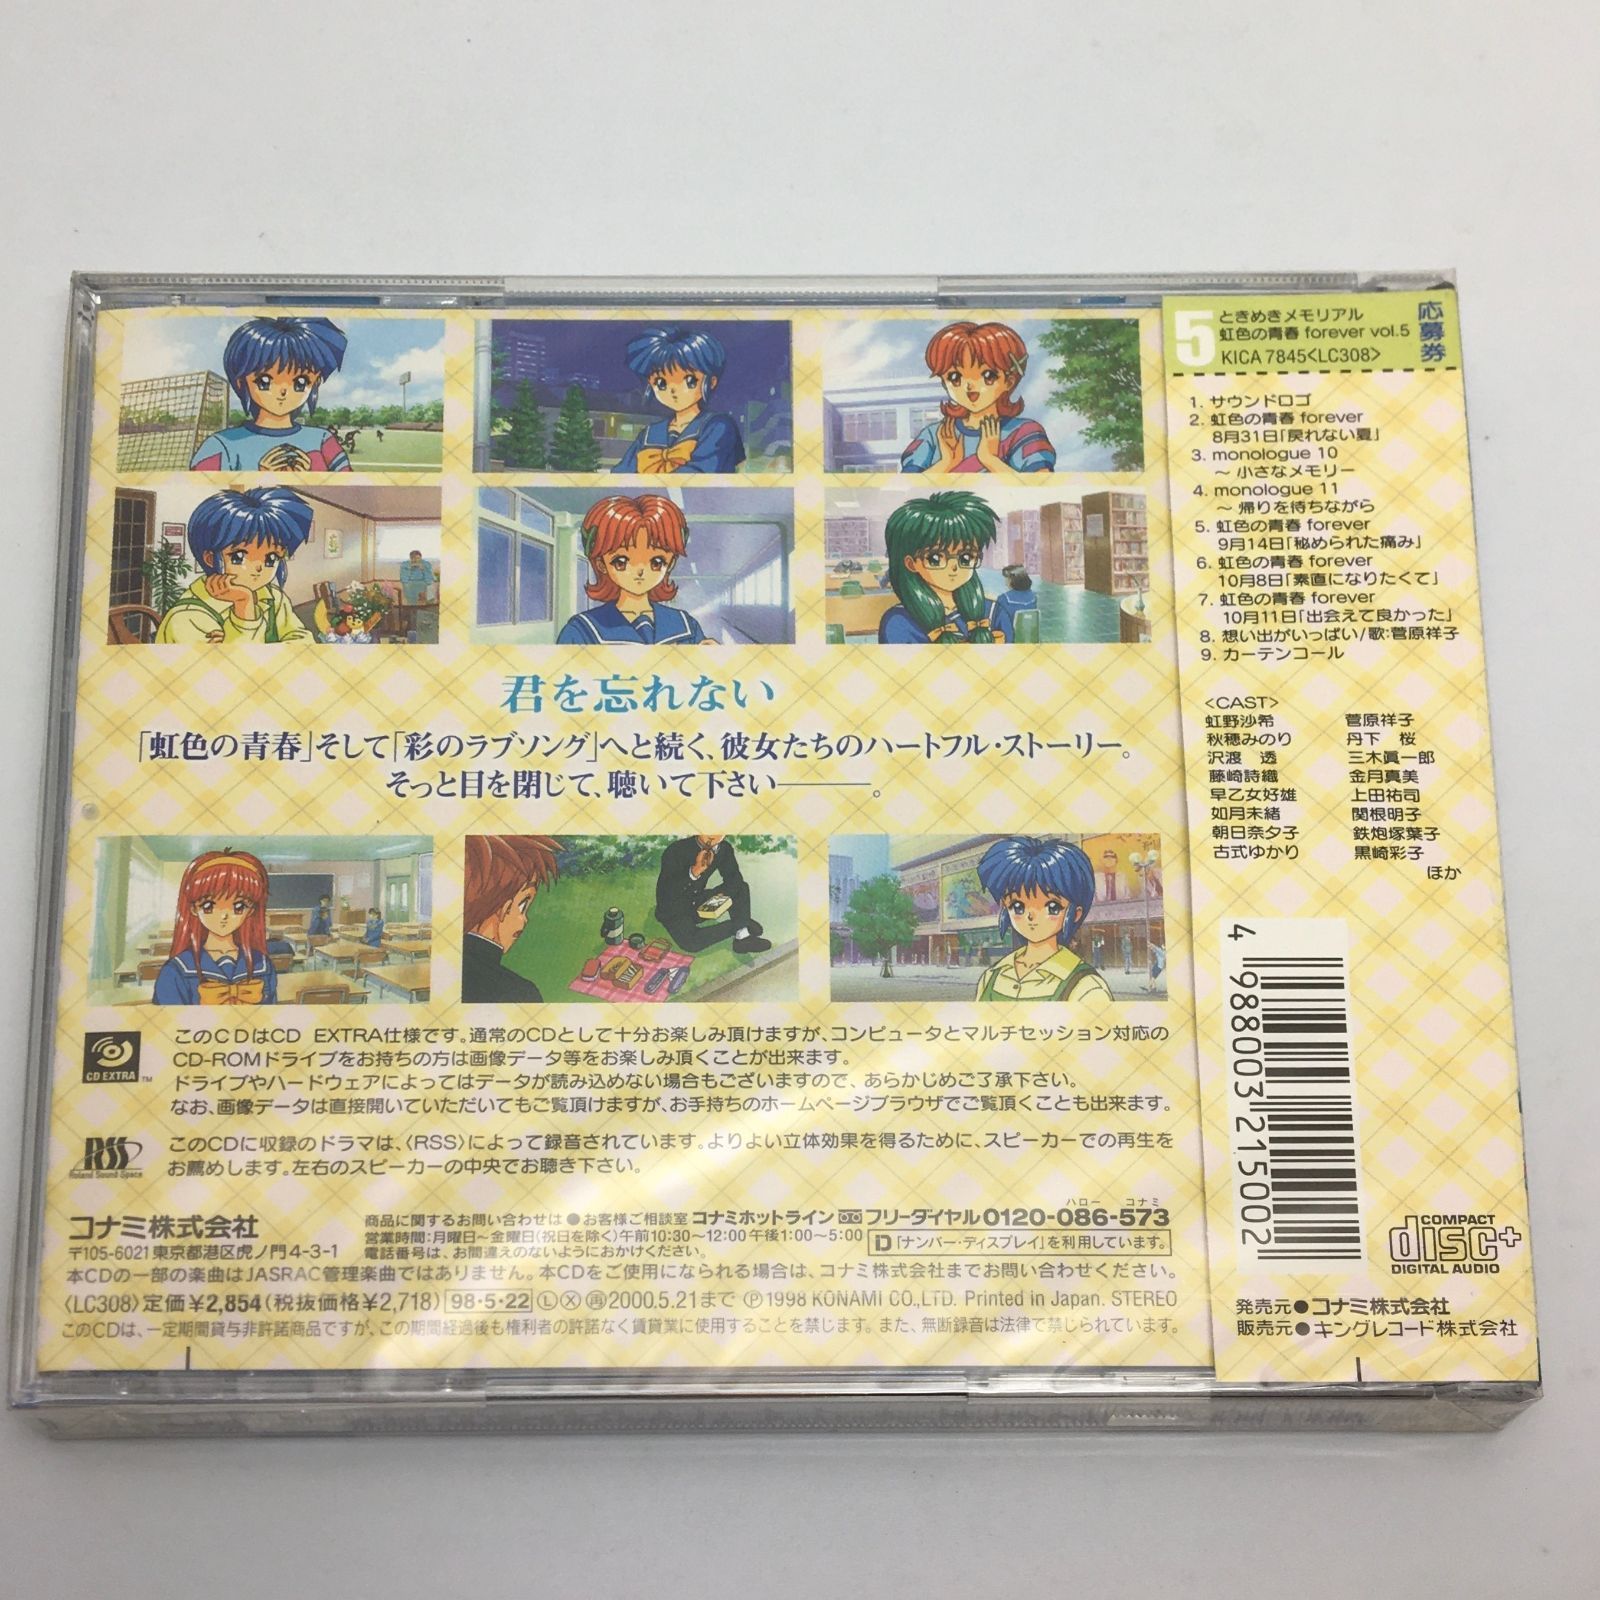 5
ときめきメモリアル
虹色の青春 forever vol.5
KICA 7845<LC308>
応募券
1. サウンドロゴ
2. 虹色の青春 forever
8月31日「戻れない夏」
3. monologue 10
～ 小さなメモリー
4. monologue 11
～ 帰りを待ちながら
5. 虹色の青春 forever
9月14日「秘められた痛み」
6. 虹色の青春 forever
10月8日「素直になりたくて」
7. 虹色の青春 forever
10月11日「出会えて良かった」
8. 想い出がいっぱい/歌:菅原祥子
9. カーテンコール
<CAST>
虹野沙希 菅原祥子
秋穂みのり 丹下 桜
沢渡 透 三木眞一郎
藤崎詩織 金月真美
早乙女好雄 上田祐司
如月未緒 関根明子
朝日奈夕子 鉄炮塚葉子
古式ゆかり 黒崎彩子
ほか
君を忘れない
「虹色の青春」そして「彩のラブソング」へと続く、彼女たちのハートフル・ストーリー。
そっと目を閉じて、聴いて下さい―――。
CD EXTRA TM
このCDはCD EXTRA仕様です。通常のCDとして十分お楽しみ頂けますが、コンピュータとマルチセッション対応の
CD-ROMドライブをお持ちの方は画像データ等をお楽しみ頂くことが出来ます。
ドライブやハードウェアによってはデータが読み込めない場合もございますので、あらかじめご了承下さい。
なお、画像データは直接開いていただいてもご覧頂けますが、お手持ちのホームページブラウザでご覧頂くことも出来ます。
RSS
Roland Sound Space
このCDに収録のドラマは、〈RSS〉によって録音されています。よりよい立体効果を得るために、スピーカーでの再生を
お薦めします。左右のスピーカーの中央でお聴き下さい。
コナミ株式会社
〒105-6021 東京都港区虎ノ門4-3-1
商品に関するお問い合わせは●お客様ご相談室 コナミホットライン フリーダイヤル0120-086-573
ハロー コナミ
営業時間:月曜日～金曜日(祝日を除く)午前10:30～12:00 午後1:00～5:00
D「ナンバー・ディスプレイ」を利用しています。
電話番号は、お間違えのないようにおかけください。
本CDの一部の楽曲はJASRAC管理楽曲ではありません。本CDをご使用になられる場合は、コナミ株式会社までお問い合わせください。
〈LC308〉定価¥2,854(税抜価格¥2,718) 98・5・22 Ⓛ Ⓧ ㊢2000.5.21まで Ⓟ1998 KONAMI CO.,LTD. Printed in Japan. STEREO
このCDは、一定期間貸与非許諾商品ですが、この期間経過後も権利者の許諾なく賃貸業に使用することを禁じます。また、無断録音は法律で禁じられています。
4 988003 215002
COMPACT
disc+
DIGITAL AUDIO
発売元●コナミ株式会社
販売元●キングレコード株式会社